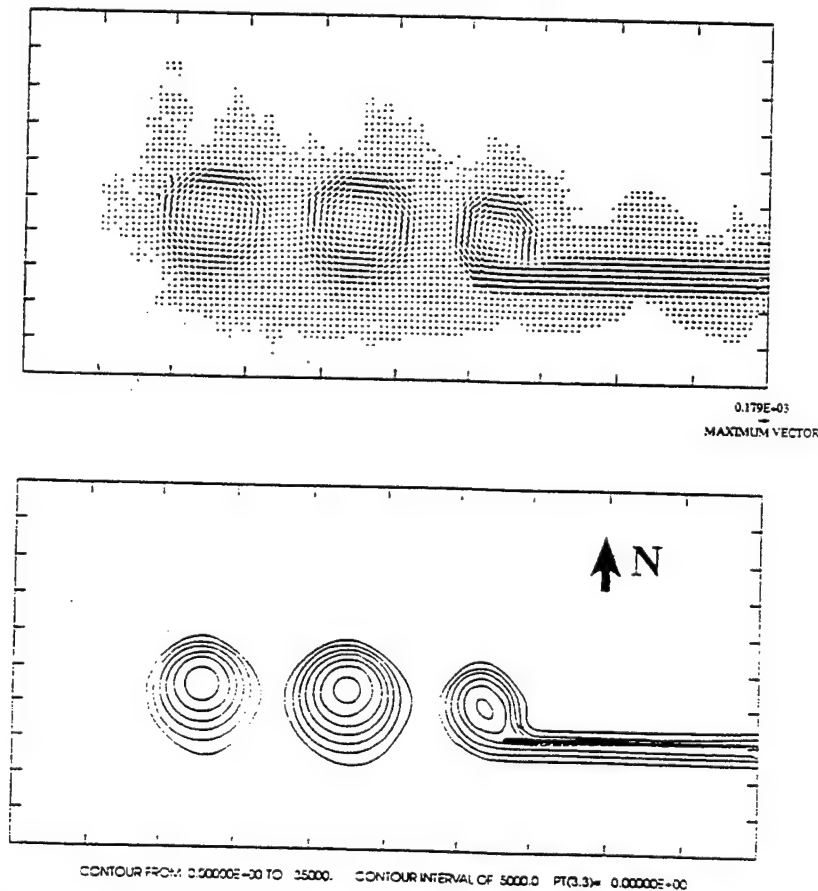 0.179E+03
MAXIMUM VECTOR
N
CONTOUR FROM 0.00000E+00 TO 35000. CONTOUR INTERVAL OF 5000.0 PT(3,3)= 0.00000E+00